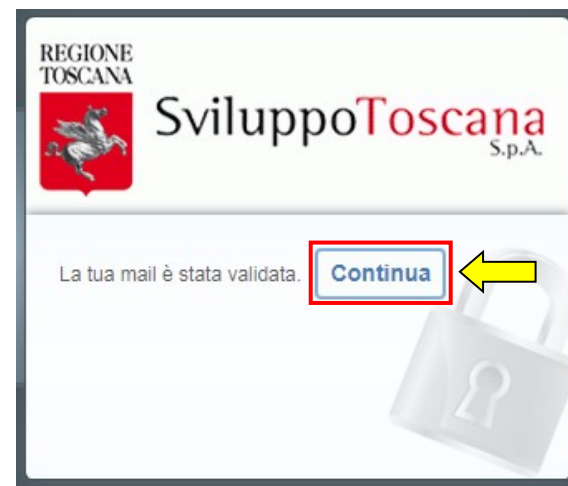 REGIONE
TOSCANA
SviluppoToscana
S.p.A.
La tua mail è stata validata. Continua